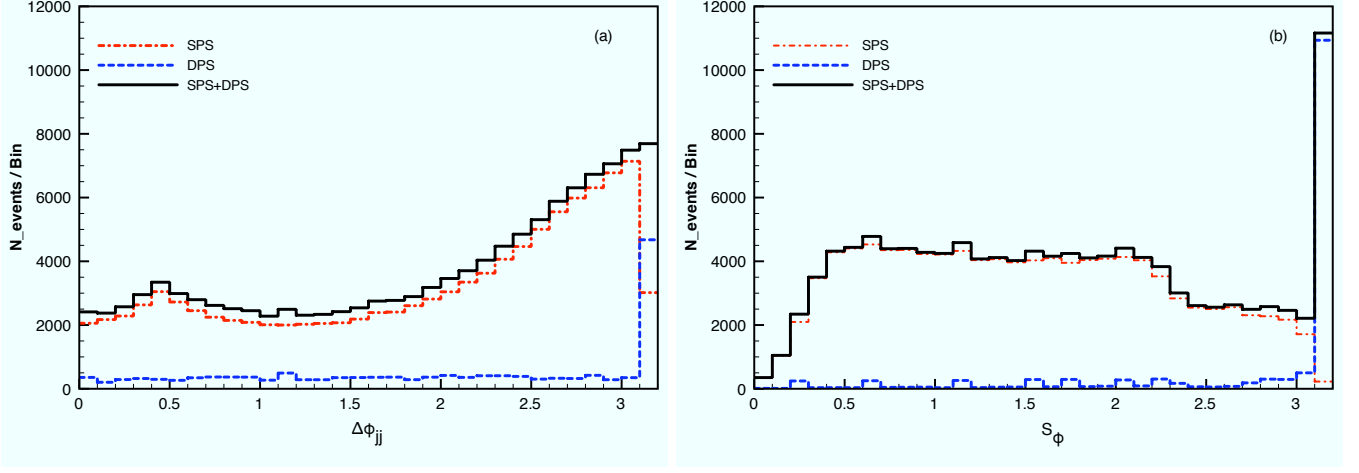 12000
10000
8000
6000
4000
2000
0
N_events / Bin
(a)
SPS
DPS
SPS+DPS
0 0.5 1 1.5 2 2.5 3
Δϕjj
12000
10000
8000
6000
4000
2000
0
N_events / Bin
(b)
SPS
DPS
SPS+DPS
0 0.5 1 1.5 2 2.5 3
Sϕ